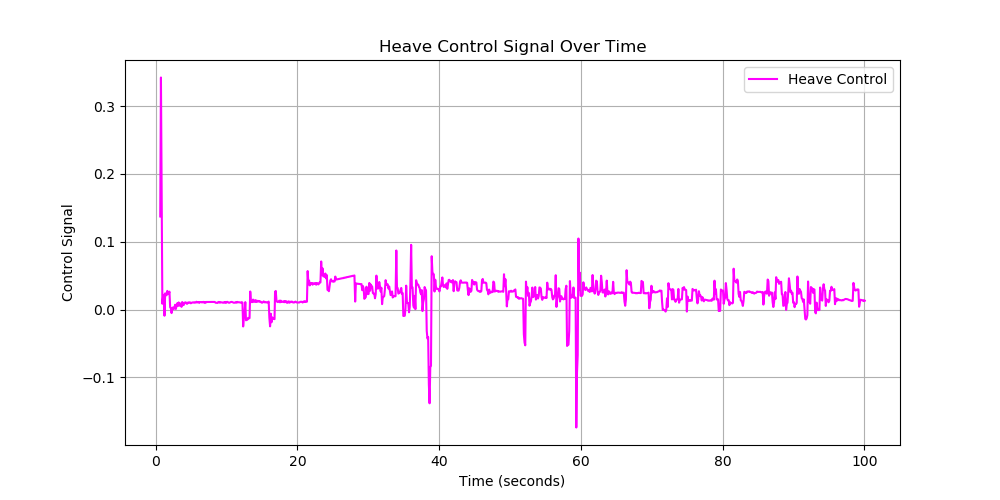 Heave Control Signal Over Time
Heave Control
Control Signal
0.3
0.2
0.1
0.0
−0.1
0
20
40
60
80
100
Time (seconds)